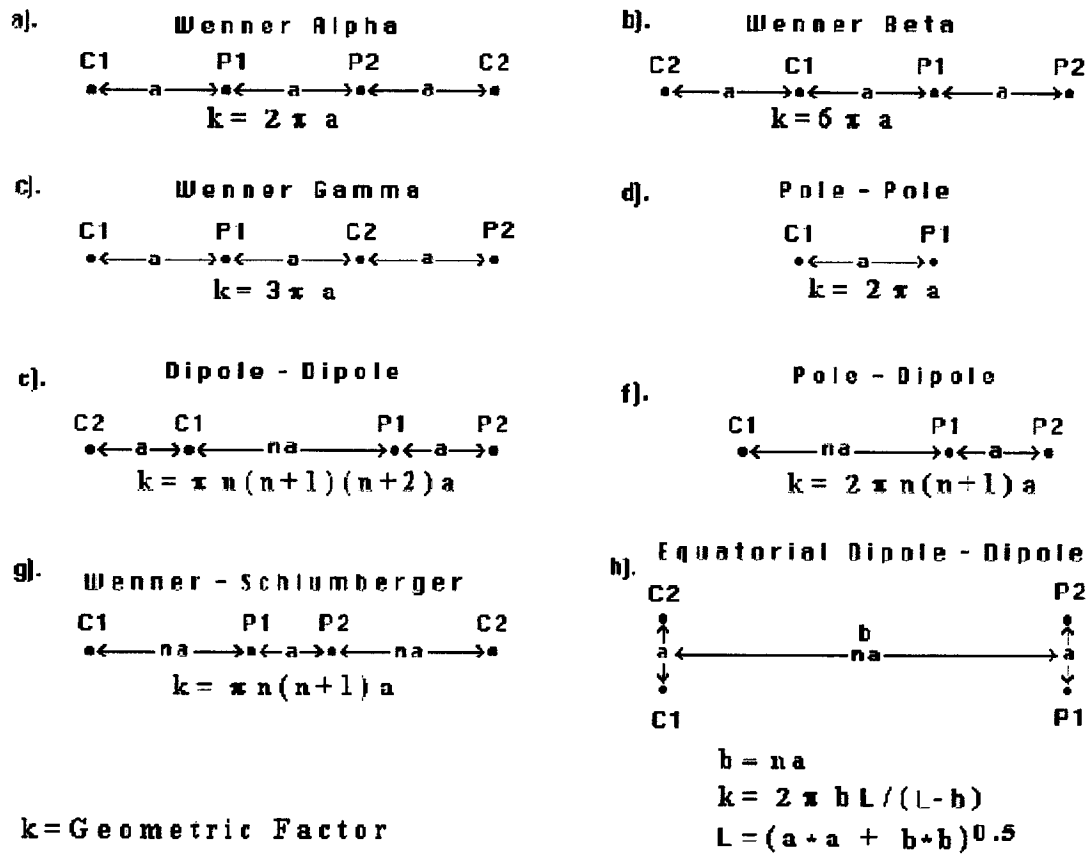 a).
Wenner Alpha
C1 P1 P2 C2
a a a
k = 2 π a
b).
Wenner Beta
C2 C1 P1 P2
a a a
k = 6 π a
c).
Wenner Gamma
C1 P1 C2 P2
a a a
k = 3 π a
d).
Pole - Pole
C1 P1
a
k = 2 π a
e).
Dipole - Dipole
C2 C1 P1 P2
a na a
k = π n(n+1)(n+2)a
f).
Pole - Dipole
C1 P1 P2
na a
k = 2 π n(n+1)a
g).
Wenner - Schlumberger
C1 P1 P2 C2
na a na
k = π n(n+1) a
h).
Equatorial Dipole - Dipole
C2 P2
b
a na a
C1 P1
b = na
k = 2 π b L / (L-b)
L = (a * a + b*b)0.5
k=Geometric Factor